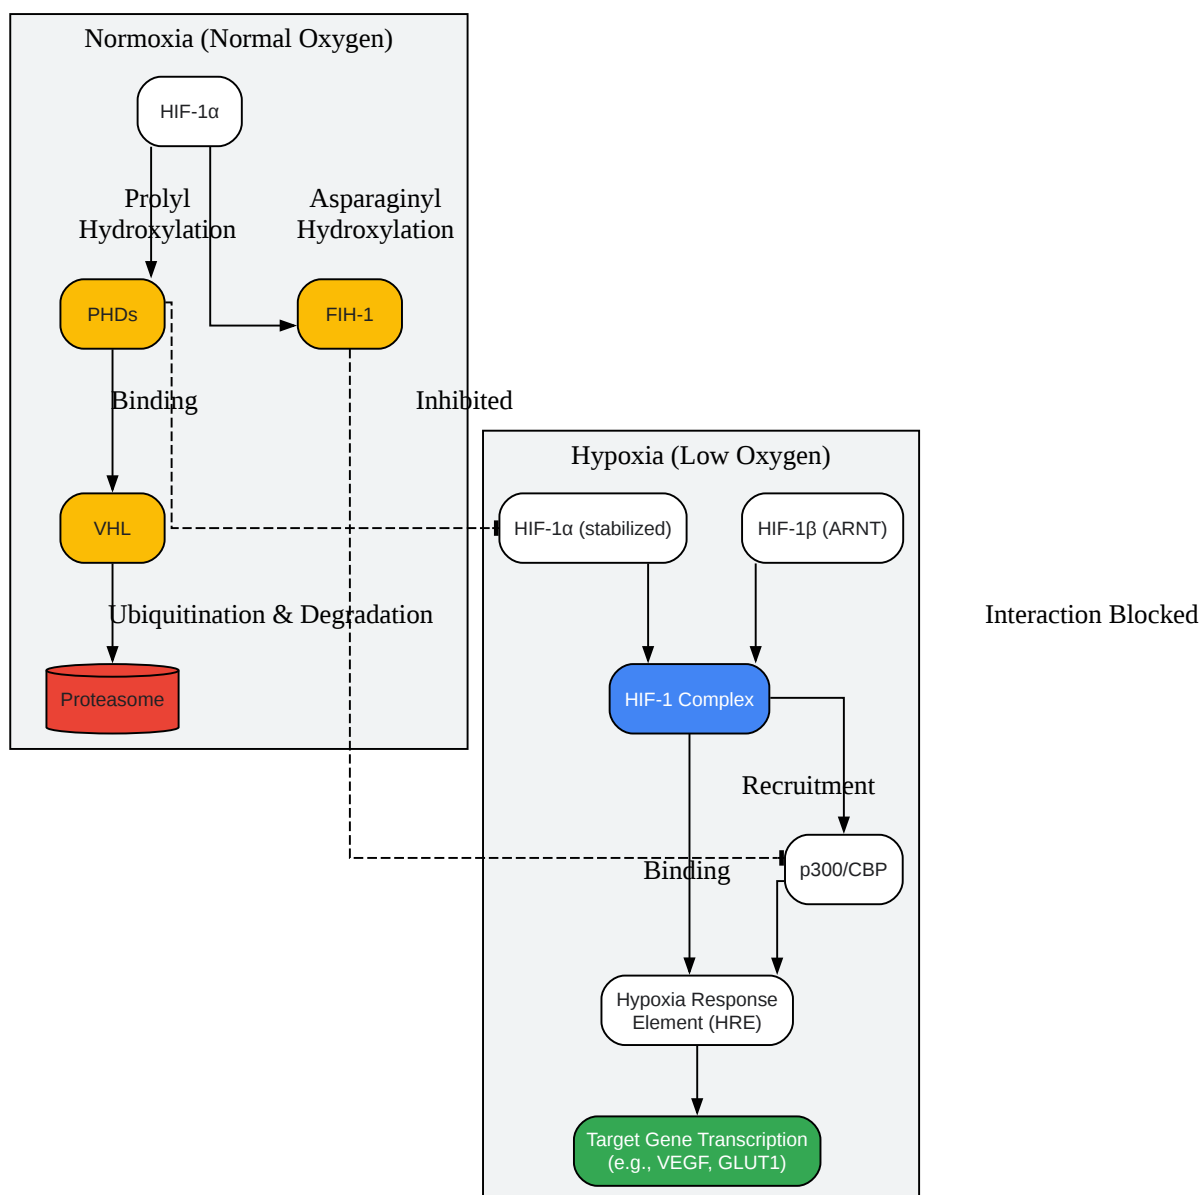 Normoxia (Normal Oxygen)
HIF-1α
Prolyl
Hydroxylation
Asparaginyl
Hydroxylation
PHDs
FIH-1
Binding
Inhibited
Hypoxia (Low Oxygen)
VHL
HIF-1α (stabilized)
HIF-1β (ARNT)
Ubiquitination & Degradation
Interaction Blocked
Proteasome
HIF-1 Complex
Recruitment
Binding
p300/CBP
Hypoxia Response
Element (HRE)
Target Gene Transcription
(e.g., VEGF, GLUT1)